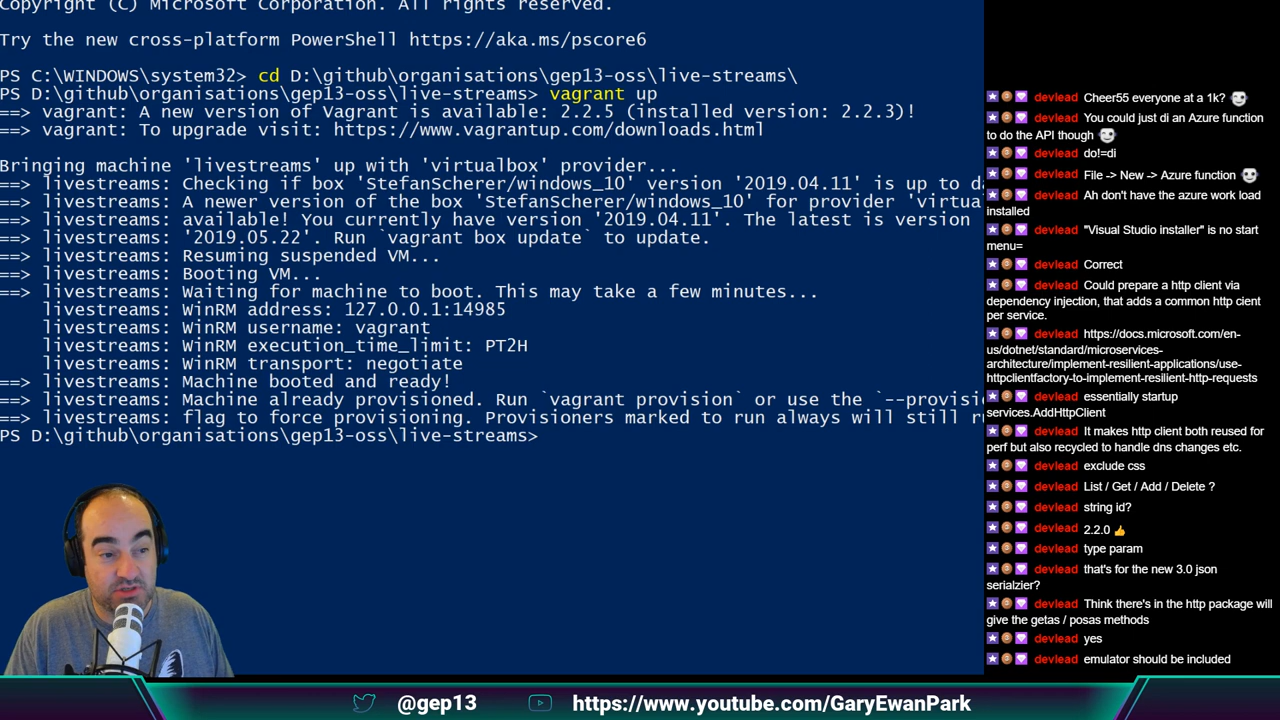 Copyright (C) Microsoft Corporation. All rights reserved.
Try the new cross-platform PowerShell https://aka.ms/pscore6
PS C:\WINDOWS\system32> cd D:\github\organisations\gep13-oss\live-streams\
PS D:\github\organisations\gep13-oss\live-streams> vagrant up
==> vagrant: A new version of Vagrant is available: 2.2.5 (installed version: 2.2.3)!
==> vagrant: To upgrade visit: https://www.vagrantup.com/downloads.html
Bringing machine 'livestreams' up with 'virtualbox' provider...
==> livestreams: Checking if box 'StefanScherer/windows_10' version '2019.04.11' is up to d
==> livestreams: A newer version of the box 'StefanScherer/windows_10' for provider 'virtua
==> livestreams: available! You currently have version '2019.04.11'. The latest is version
==> livestreams: '2019.05.22'. Run `vagrant box update` to update.
==> livestreams: Resuming suspended VM...
==> livestreams: Booting VM...
==> livestreams: Waiting for machine to boot. This may take a few minutes...
livestreams: WinRM address: 127.0.0.1:14985
livestreams: WinRM username: vagrant
livestreams: WinRM execution_time_limit: PT2H
livestreams: WinRM transport: negotiate
==> livestreams: Machine booted and ready!
==> livestreams: Machine already provisioned. Run `vagrant provision` or use the `--provisi
==> livestreams: flag to force provisioning. Provisioners marked to run always will still r
PS D:\github\organisations\gep13-oss\live-streams>
devlead Cheer55 everyone at a 1k?
devlead You could just di an Azure function
to do the API though
devlead do!=di
devlead File -> New -> Azure function
devlead Ah don't have the azure work load
installed
devlead "Visual Studio installer" is no start
menu=
devlead Correct
devlead Could prepare a http client via
dependency injection, that adds a common http cient
per service.
devlead https://docs.microsoft.com/en-
us/dotnet/standard/microservices-
architecture/implement-resilient-applications/use-
httpclientfactory-to-implement-resilient-http-requests
devlead essentially startup
services.AddHttpClient
devlead It makes http client both reused for
perf but also recycled to handle dns changes etc.
devlead exclude css
devlead List / Get / Add / Delete ?
devlead string id?
devlead 2.2.0 👍
devlead type param
devlead that's for the new 3.0 json
serialzier?
devlead Think there's in the http package will
give the getas / posas methods
devlead yes
devlead emulator should be included
@gep13 https://www.youtube.com/GaryEwanPark